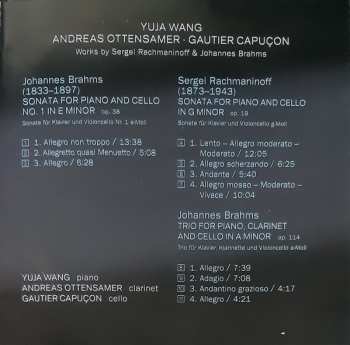 YUJA WANG
ANDREAS OTTENSAMER · GAUTIER CAPUÇON
Works by Sergei Rachmaninoff & Johannes Brahms
Johannes Brahms
(1833–1897)
SONATA FOR PIANO AND CELLO
NO. 1 IN E MINOR op. 38
Sonate für Klavier und Violoncello Nr. 1 e-Moll
1 1. Allegro non troppo / 13:38
2 2. Allegretto quasi Menuetto / 5:08
3 3. Allegro / 6:28
Sergei Rachmaninoff
(1873–1943)
SONATA FOR PIANO AND CELLO
IN G MINOR op. 19
Sonate für Klavier und Violoncello g-Moll
4 1. Lento – Allegro moderato –
Moderato / 12:05
5 2. Allegro scherzando / 6:25
6 3. Andante / 5:40
7 4. Allegro mosso – Moderato –
Vivace / 10:04
Johannes Brahms
TRIO FOR PIANO, CLARINET
AND CELLO IN A MINOR op. 114
Trio für Klavier, Klarinette und Violoncello a-Moll
8 1. Allegro / 7:39
9 2. Adagio / 7:08
10 3. Andantino grazioso / 4:17
11 4. Allegro / 4:21
YUJA WANG piano
ANDREAS OTTENSAMER clarinet
GAUTIER CAPUÇON cello